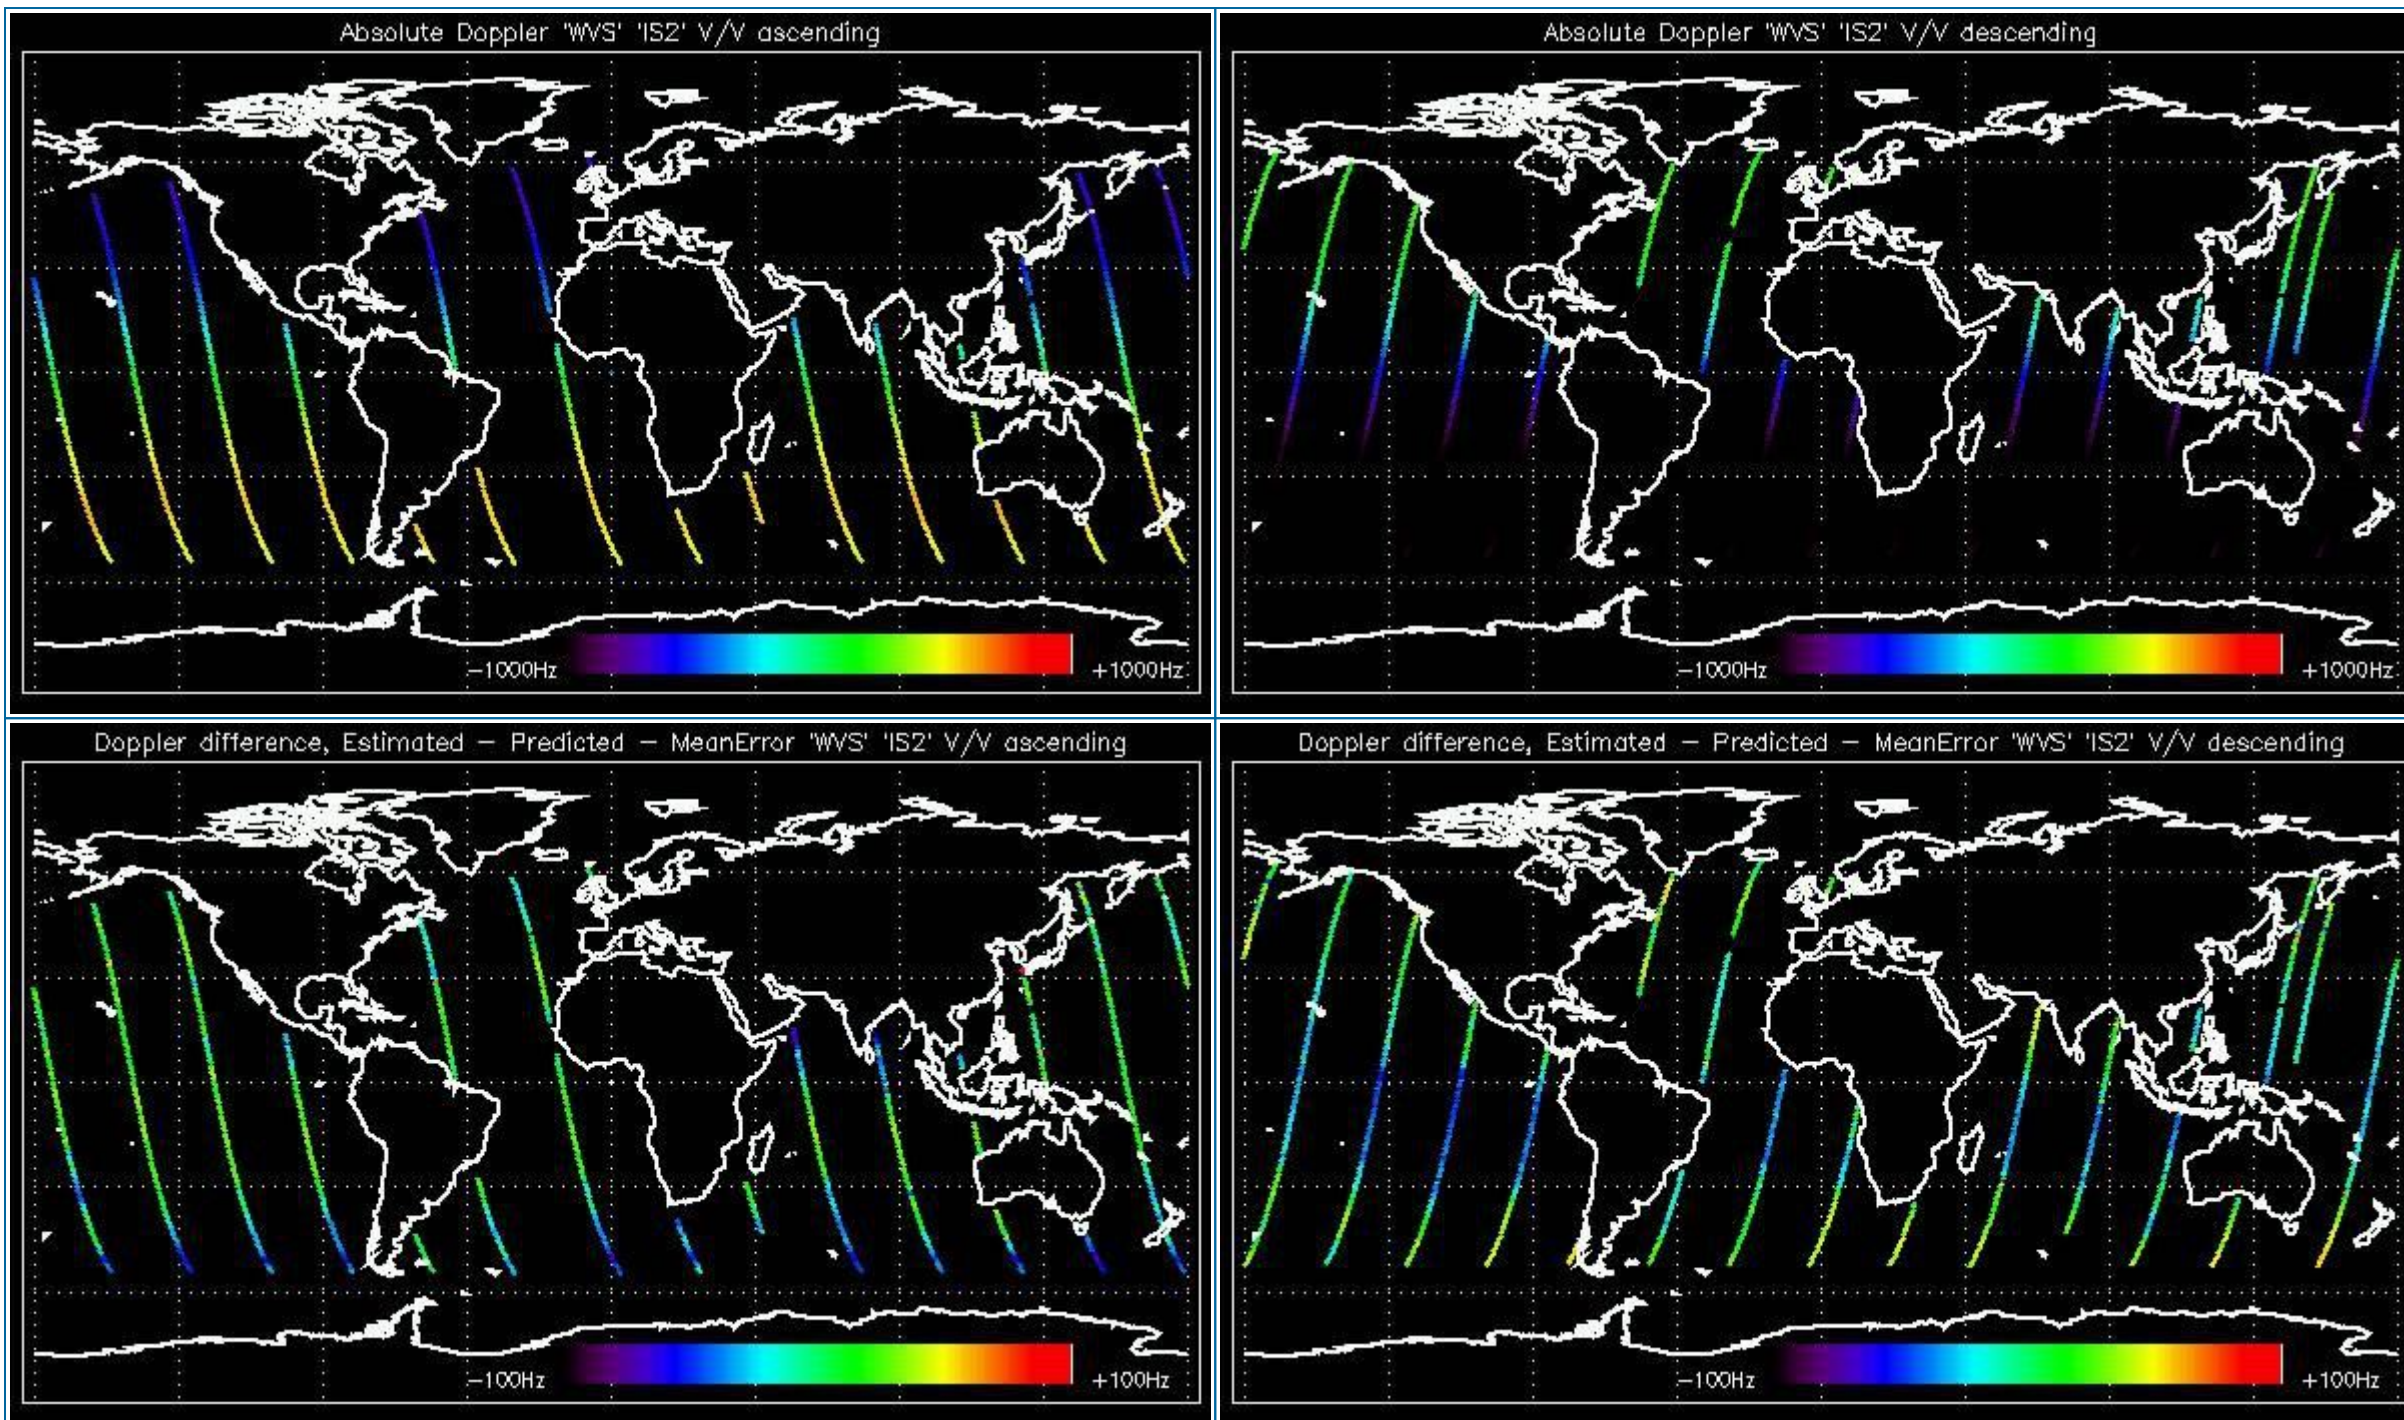 Absolute Doppler 'WVS' 'IS2' V/V ascending
-1000Hz
+1000Hz
Absolute Doppler 'WVS' 'IS2' V/V descending
-1000Hz
+1000Hz
Doppler difference, Estimated - Predicted - MeanError 'WVS' 'IS2' V/V ascending
-100Hz
+100Hz
Doppler difference, Estimated - Predicted - MeanError 'WVS' 'IS2' V/V descending
-100Hz
+100Hz